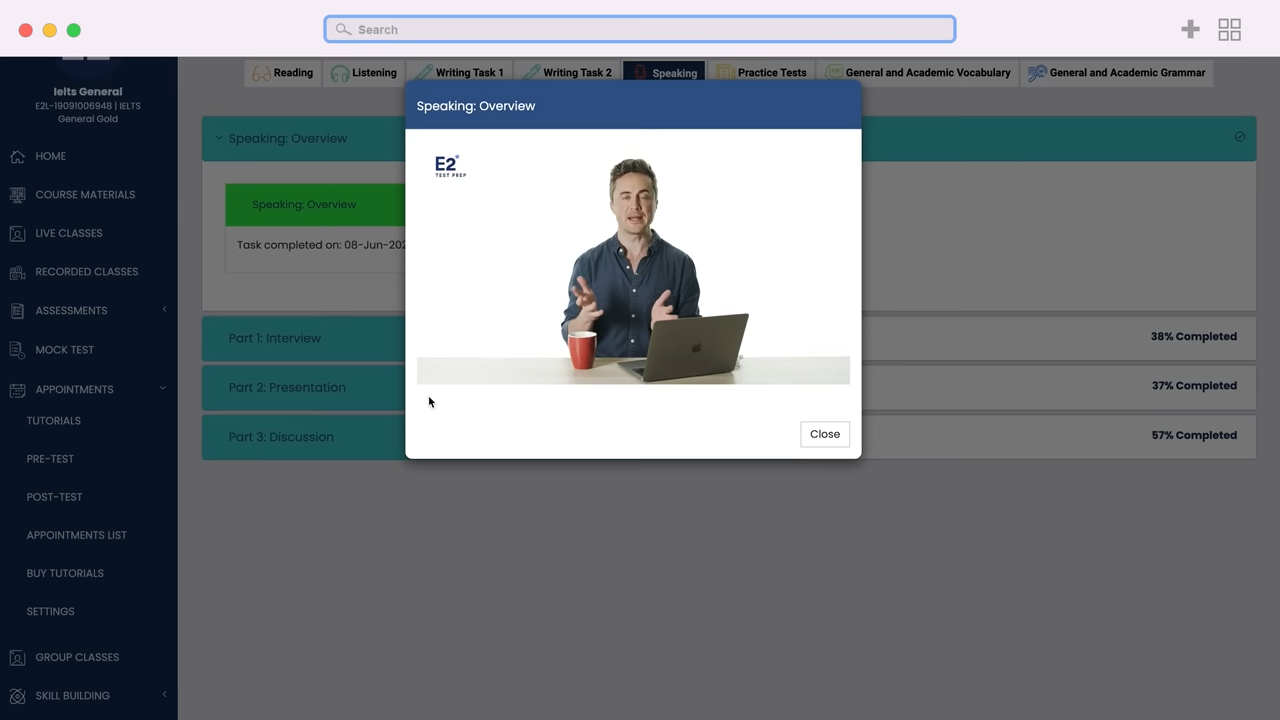 Search
Ielts General
E2L-19091006948 | IELTS
General Gold
HOME
COURSE MATERIALS
LIVE CLASSES
RECORDED CLASSES
ASSESSMENTS
MOCK TEST
APPOINTMENTS
TUTORIALS
PRE-TEST
POST-TEST
APPOINTMENTS LIST
BUY TUTORIALS
SETTINGS
GROUP CLASSES
SKILL BUILDING
Reading
Listening
Writing Task 1
Writing Task 2
Speaking
Practice Tests
General and Academic Vocabulary
General and Academic Grammar
Speaking: Overview
Speaking: Overview
Task completed on: 08-Jun-202
Part 1: Interview
38% Completed
Part 2: Presentation
37% Completed
Part 3: Discussion
57% Completed
Speaking: Overview
E2
TEST PREP
Close